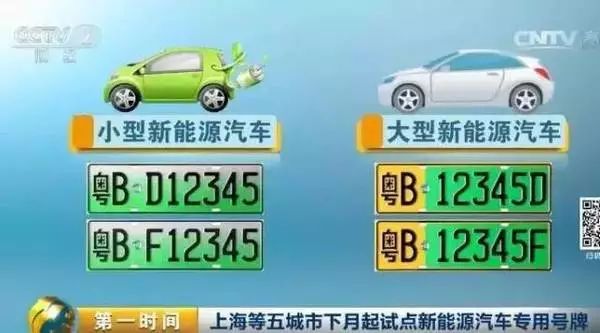 CCTV 2
CNTV
小型新能源汽车
大型新能源汽车
粤B D12345
粤B 12345D
粤B F12345
粤B 12345F
第一时间
上海等五城市下月起试点新能源汽车专用号牌